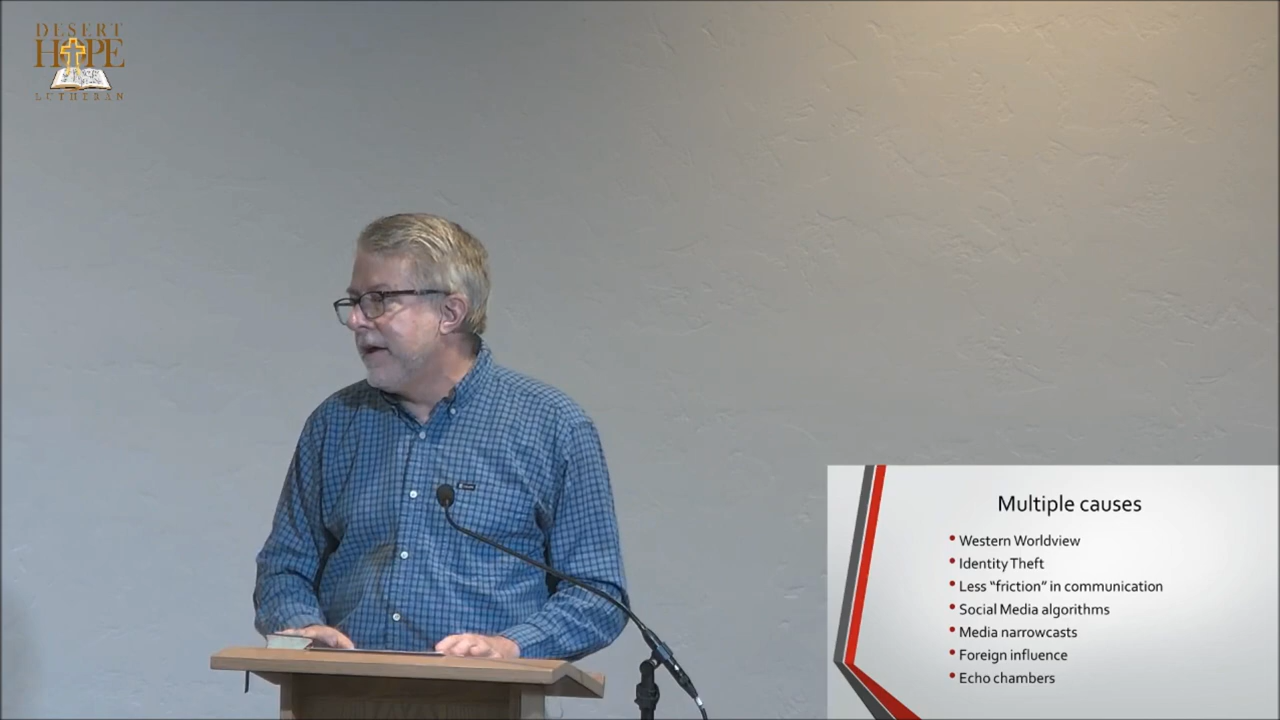 DESERT
HOPE
LUTHERAN
Multiple causes
• Western Worldview
• Identity Theft
• Less “friction” in communication
• Social Media algorithms
• Media narrowcasts
• Foreign influence
• Echo chambers